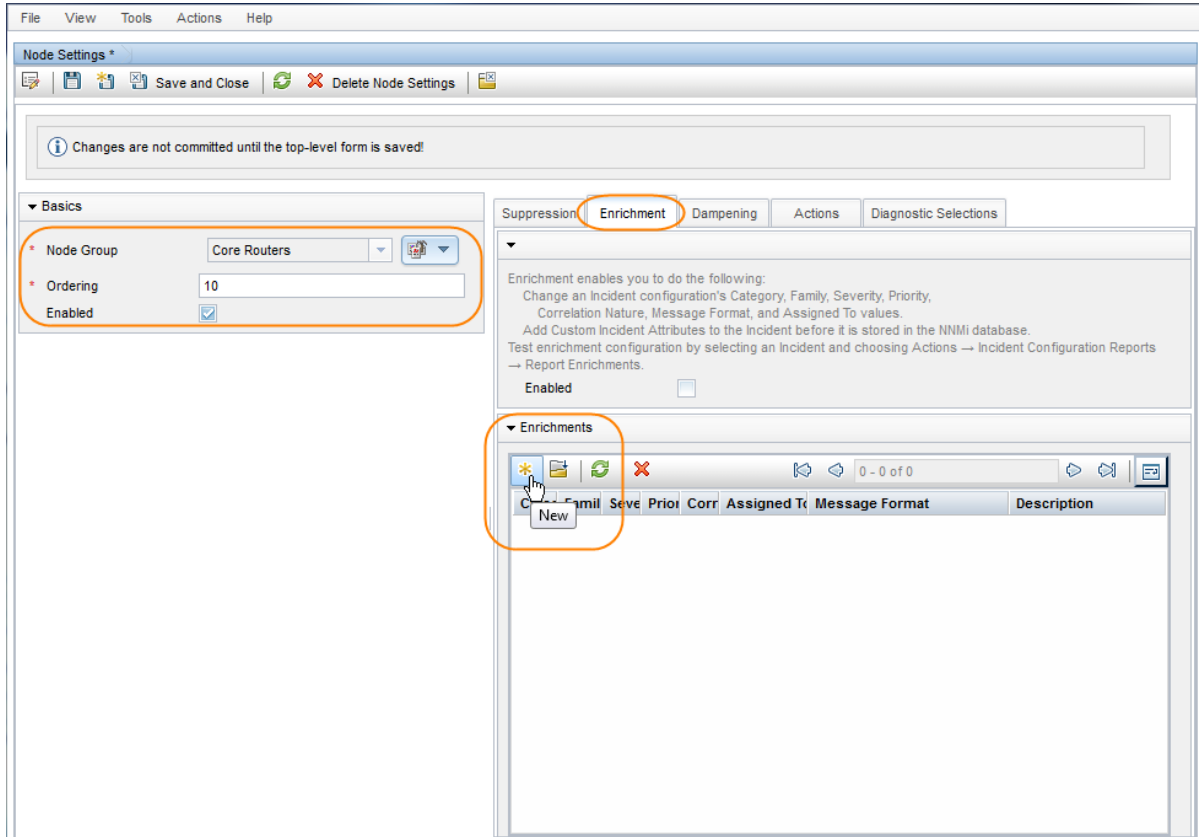 File View Tools Actions Help
Node Settings *
Save and Close Delete Node Settings
Changes are not committed until the top-level form is saved!
Basics
* Node Group Core Routers
* Ordering 10
Enabled
Suppression Enrichment Dampening Actions Diagnostic Selections
Enrichment enables you to do the following:
Change an Incident configuration's Category, Family, Severity, Priority,
Correlation Nature, Message Format, and Assigned To values.
Add Custom Incident Attributes to the Incident before it is stored in the NNMi database.
Test enrichment configuration by selecting an Incident and choosing Actions → Incident Configuration Reports
→ Report Enrichments.
Enabled
Enrichments
0 - 0 of 0
Famil Seve Prior Corr Assigned To Message Format Description
New